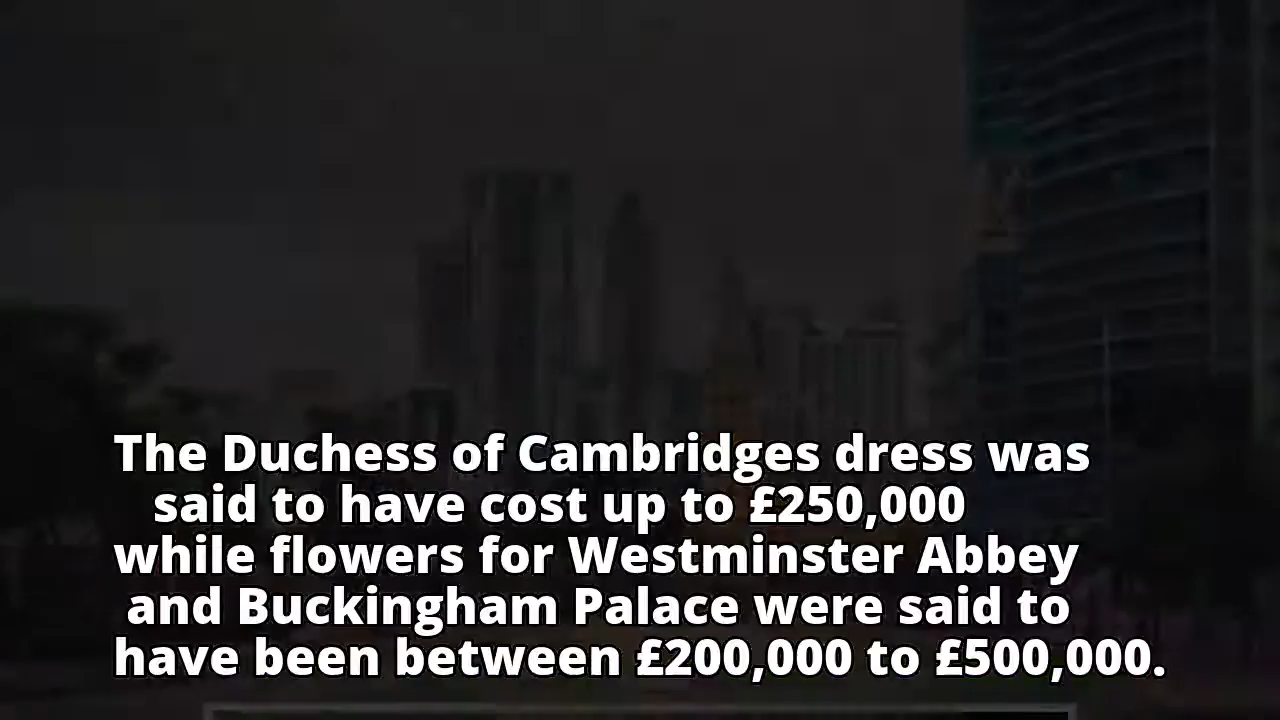 The Duchess of Cambridges dress was
said to have cost up to £250,000
while flowers for Westminster Abbey
and Buckingham Palace were said to
have been between £200,000 to £500,000.